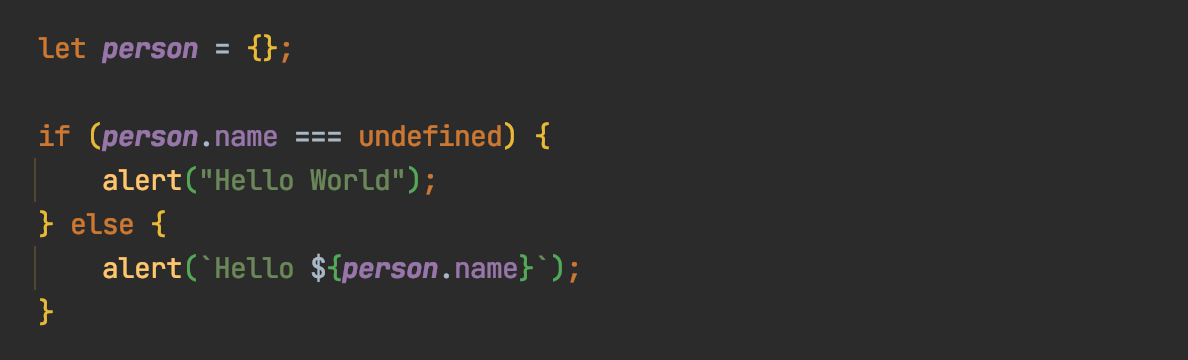 let person = {};
if (person.name === undefined) {
    alert("Hello World");
} else {
    alert(`Hello ${person.name}`);
}